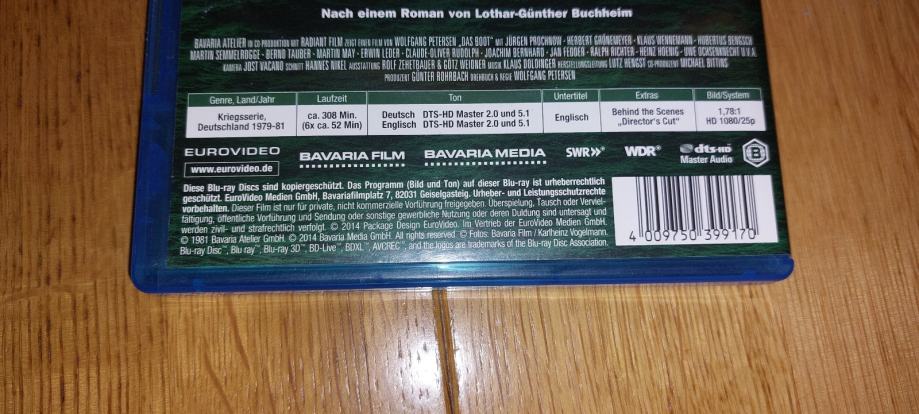 Nach einem Roman von Lothar-Günther Buchheim
BAVARIA ATELIER IN CO-PRODUKTION MIT RADIANT FILM ZEIGT EINEN FILM VON WOLFGANG PETERSEN „DAS BOOT" MIT JÜRGEN PROCHNOW · HERBERT GRÖNEMEYER · KLAUS WENNEMANN · HUBERTUS BENGSCH
MARTIN SEMMELROGGE · BERND TAUBER · MARTIN MAY · ERWIN LEDER · CLAUDE-OLIVER RUDOLPH · JOACHIM BERNHARD · JAN FEDDER · RALPH RICHTER · HEINZ HOENIG · UWE OCHSENKNECHT U.V.A.
KAMERA JOST VACANO SCHNITT HANNES NIKEL AUSSTATTUNG ROLF ZEHETBAUER & GÖTZ WEIDNER MUSIK KLAUS DOLDINGER HERSTELLUNGSLEITUNG LUTZ HENGST CO-PRODUZENT MICHAEL BITTINS
PRODUZENT GÜNTER ROHRBACH DREHBUCH & REGIE WOLFGANG PETERSEN
Genre, Land/Jahr Laufzeit Ton Untertitel Extras Bild/System
Kriegsserie, ca. 308 Min. Deutsch DTS-HD Master 2.0 und 5.1 Englisch Behind the Scenes 1,78:1
Deutschland 1979-81 (6x ca. 52 Min) Englisch DTS-HD Master 2.0 und 5.1 „Director's Cut" HD 1080/25p
EUROVIDEO BAVARIA FILM BAVARIA MEDIA SWR» WDR dts-HD B
www.eurovideo.de Master Audio
Diese Blu-ray Discs sind kopiergeschützt. Das Programm (Bild und Ton) auf dieser Blu-ray ist urheberrechtlich
geschützt. EuroVideo Medien GmbH, Bavariafilmplatz 7, 82031 Geiselgasteig. Urheber- und Leistungsschutzrechte
vorbehalten. Dieser Film ist nur für private, nicht kommerzielle Vorführung freigegeben. Überspielung, Tausch oder Verviel-
fältigung, öffentliche Vorführung und Sendung oder sonstige gewerbliche Nutzung oder deren Duldung sind untersagt und
werden zivil- und strafrechtlich verfolgt. © 2014 Package Design EuroVideo. Im Vertrieb der EuroVideo Medien GmbH.
© 1981 Bavaria Atelier GmbH. © 2014 Bavaria Media GmbH. All rights reserved. © Fotos: Bavaria Film / Karlheinz Vogelmann.
Blu-ray Disc™, Blu ray™, Blu-ray 3D™, BD-Live™, BDXL™, AVCREC™, and the logos are trademarks of the Blu-ray Disc Association.
4 009750 399170